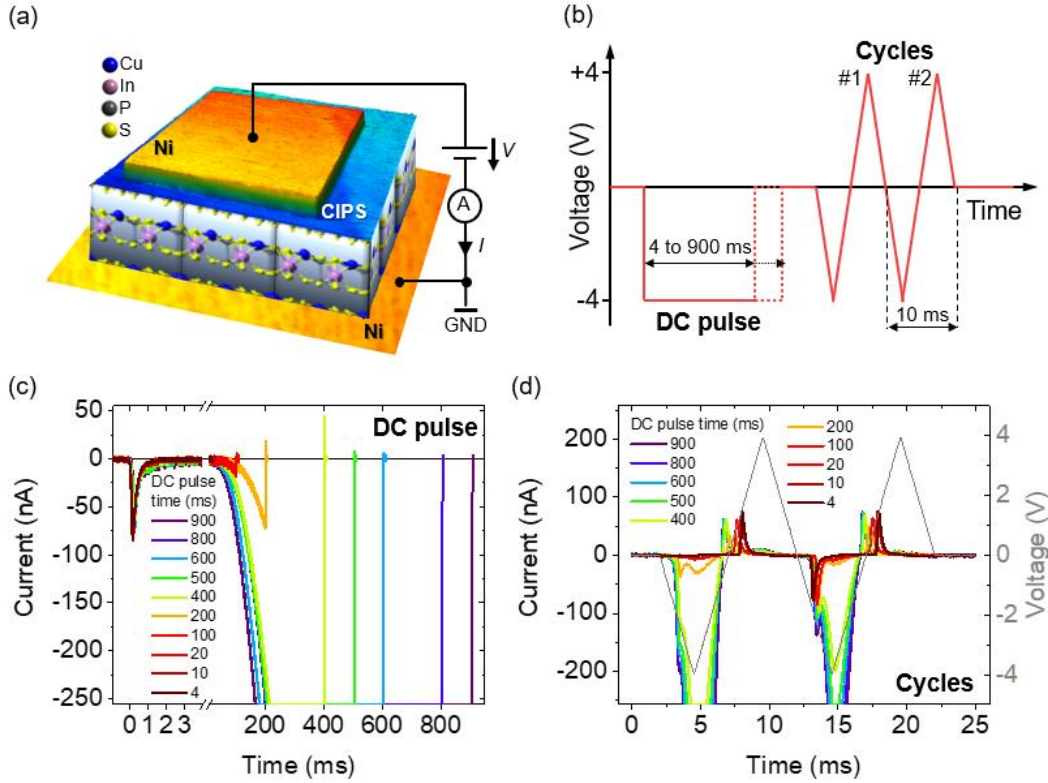 (a)
Cu
In
P
S
Ni
CIPS
V
A
I
GND
Ni
(b)
Cycles
+4
#1
#2
Voltage (V)
0
Time
4 to 900 ms
-4
DC pulse
10 ms
(c)
50
DC pulse
0
-50
-100
-150
-200
-250
Current (nA)
DC pulse
time (ms)
900
800
600
500
400
200
100
20
10
4
0 1 2 3 200 400 600 800
Time (ms)
(d)
DC pulse time (ms)
900
800
600
500
400
200
100
20
10
4
200
100
0
-100
-200
Current (nA)
4
2
0
-2
-4
Voltage (V)
Cycles
0 5 10 15 20 25
Time (ms)